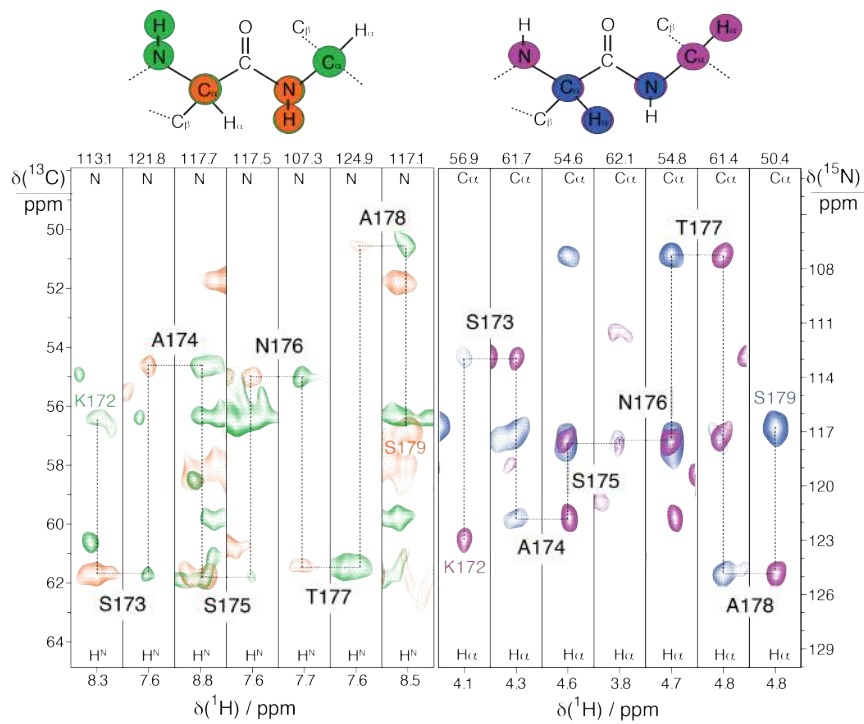 H O Cβ Hα H O Cβ Hα
N Cα N Cα N Cα N Cα
Cβ Hα H Cβ Hα H
113.1 121.8 117.7 117.5 107.3 124.9 117.1 56.9 61.7 54.6 62.1 54.8 61.4 50.4
δ(¹³C) N N N N N N N Cα Cα Cα Cα Cα Cα Cα δ(¹⁵N)
ppm ppm
A178 T177
50
108
52
S173 111
A174 N176
54
K172 114
56 N176 S179
S179 117
58
S175 120
60
A174 K172 123
62
S173 S175 T177 A178 126
64
129
Hᴺ Hᴺ Hᴺ Hᴺ Hᴺ Hᴺ Hᴺ Hα Hα Hα Hα Hα Hα Hα
8.3 7.6 8.8 7.6 7.7 7.6 8.5 4.1 4.3 4.6 3.8 4.7 4.8 4.8
δ(¹H) / ppm δ(¹H) / ppm